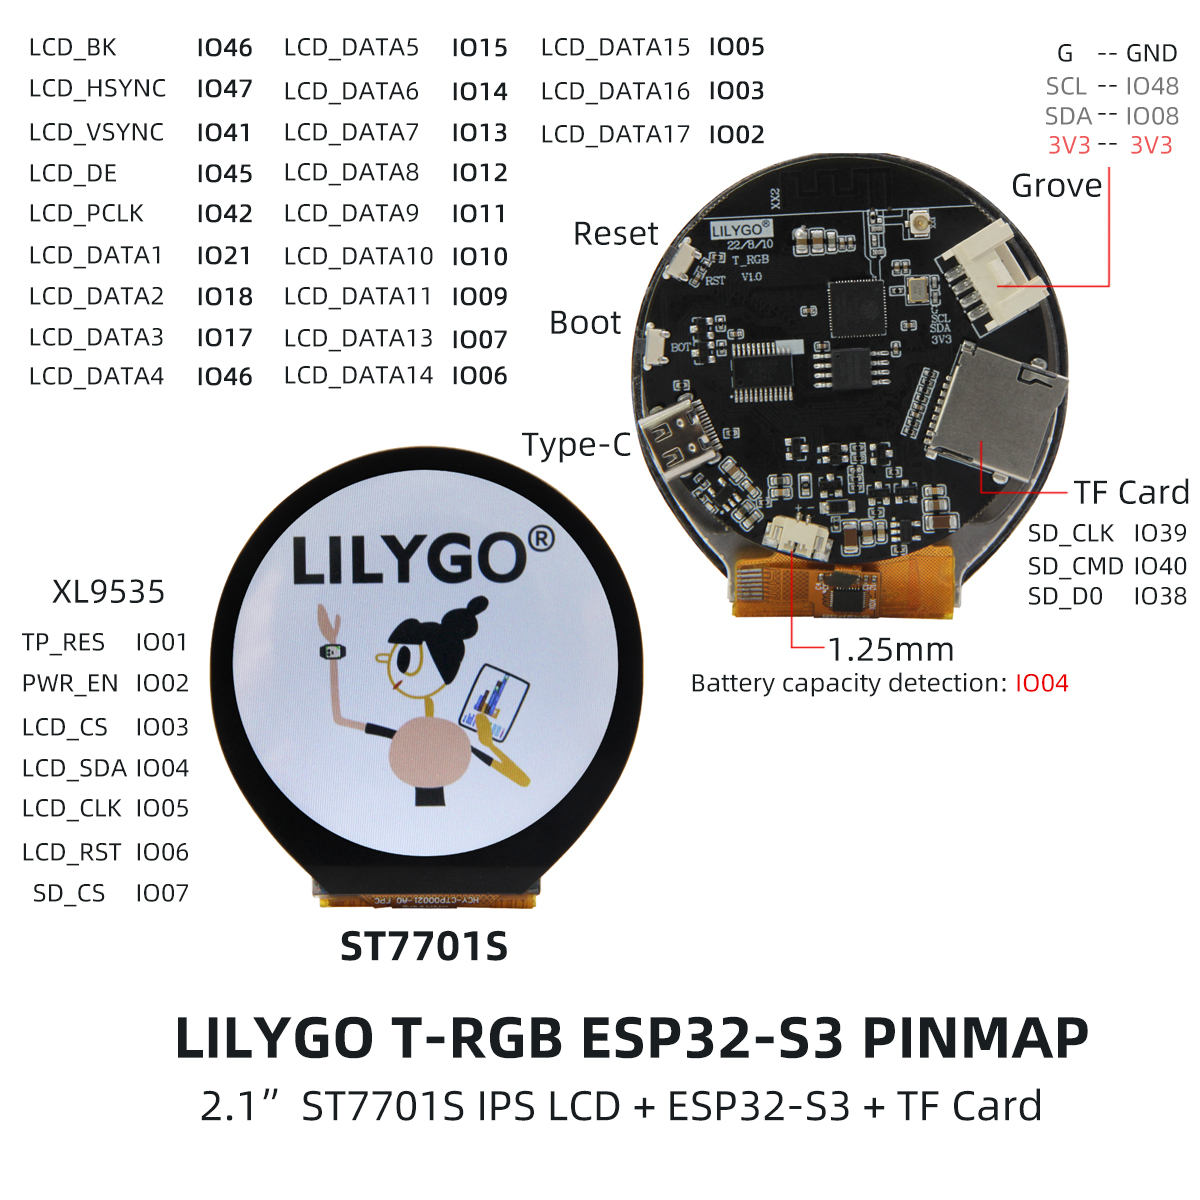 LCD_BK IO46
LCD_HSYNC IO47
LCD_VSYNC IO41
LCD_DE IO45
LCD_PCLK IO42
LCD_DATA1 IO21
LCD_DATA2 IO18
LCD_DATA3 IO17
LCD_DATA4 IO46
LCD_DATA5 IO15
LCD_DATA6 IO14
LCD_DATA7 IO13
LCD_DATA8 IO12
LCD_DATA9 IO11
LCD_DATA10 IO10
LCD_DATA11 IO09
LCD_DATA13 IO07
LCD_DATA14 IO06
LCD_DATA15 IO05
LCD_DATA16 IO03
LCD_DATA17 IO02
G -- GND
SCL -- IO48
SDA -- IO08
3V3 -- 3V3
Grove
Reset
Boot
Type-C
XX2
LILYGO®
22/8/10
T_RGB
V1.0
RST
BOT
SCL
SDA
3V3
+ -
TF Card
SD_CLK IO39
SD_CMD IO40
SD_D0 IO38
1.25mm
Battery capacity detection: IO04
LILYGO®
XL9535
TP_RES IO01
PWR_EN IO02
LCD_CS IO03
LCD_SDA IO04
LCD_CLK IO05
LCD_RST IO06
SD_CS IO07
ST7701S
LILYGO T-RGB ESP32-S3 PINMAP
2.1” ST7701S IPS LCD + ESP32-S3 + TF Card